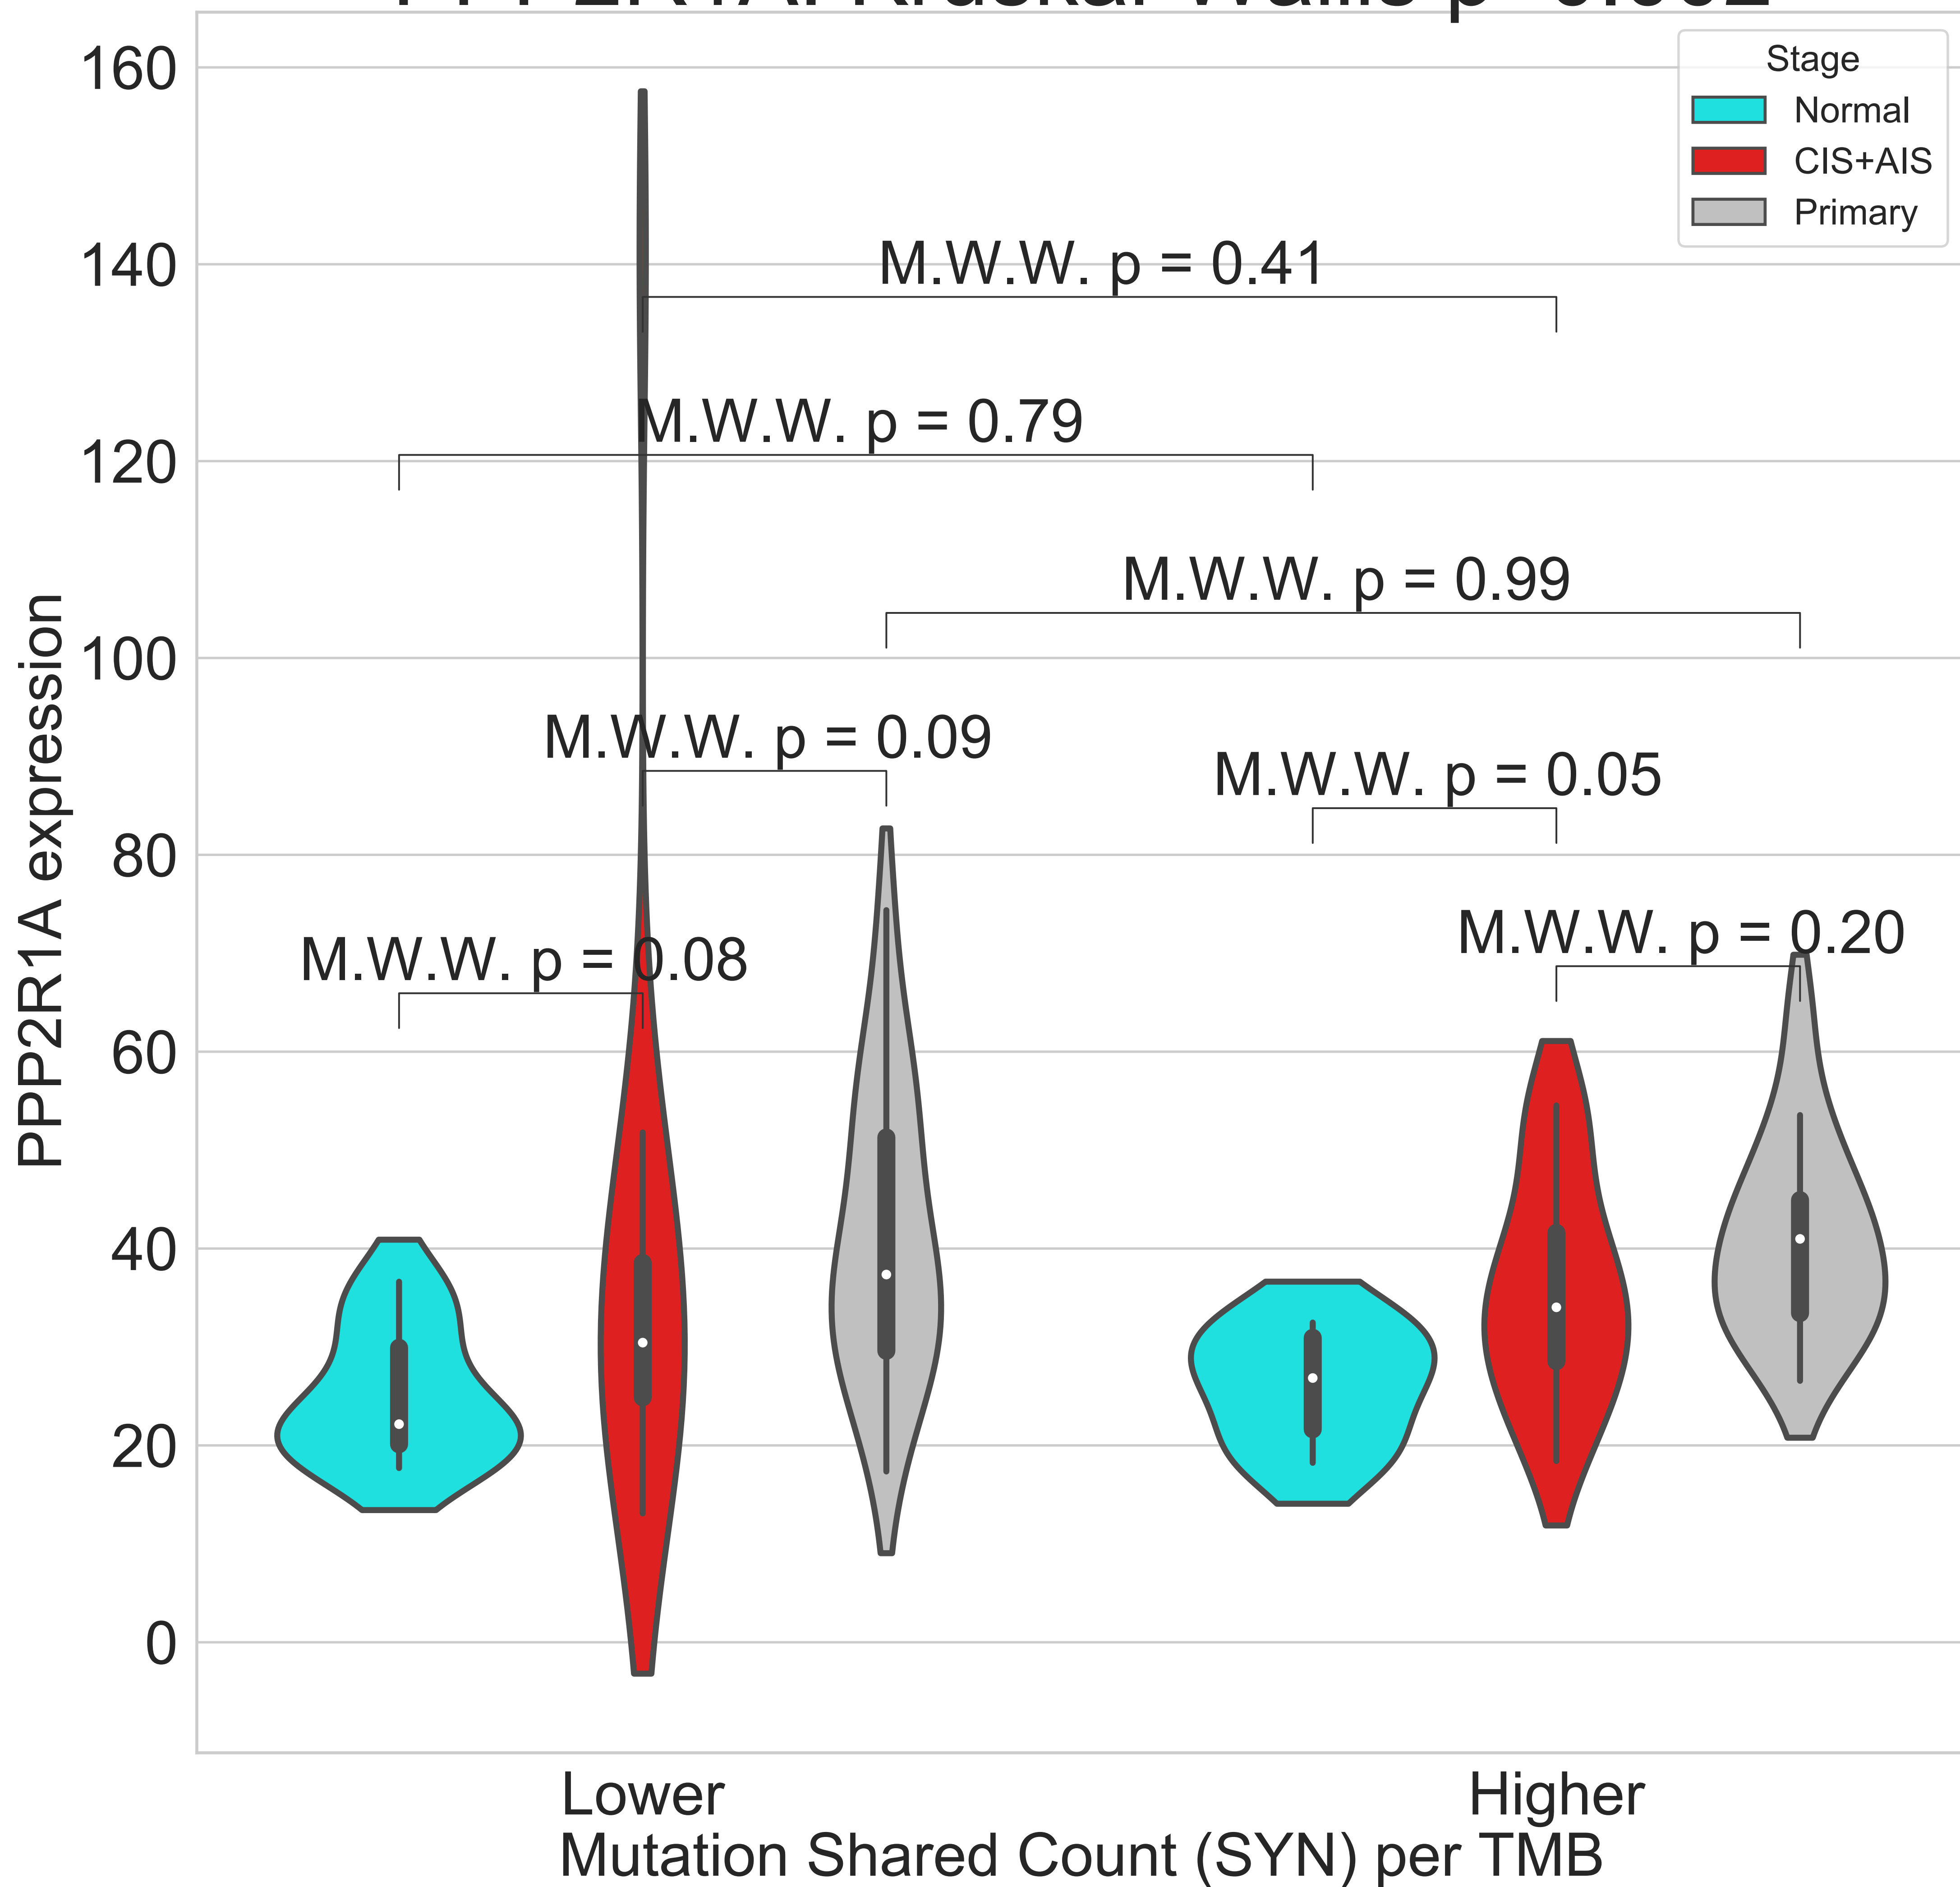 160
140
120
100
80
60
40
20
0
PPP2R1A expression
Stage
Normal
CIS+AIS
Primary
M.W.W. p = 0.41
M.W.W. p = 0.79
M.W.W. p = 0.99
M.W.W. p = 0.09
M.W.W. p = 0.05
M.W.W. p = 0.08
M.W.W. p = 0.20
Lower
Higher
Mutation Shared Count (SYN) per TMB